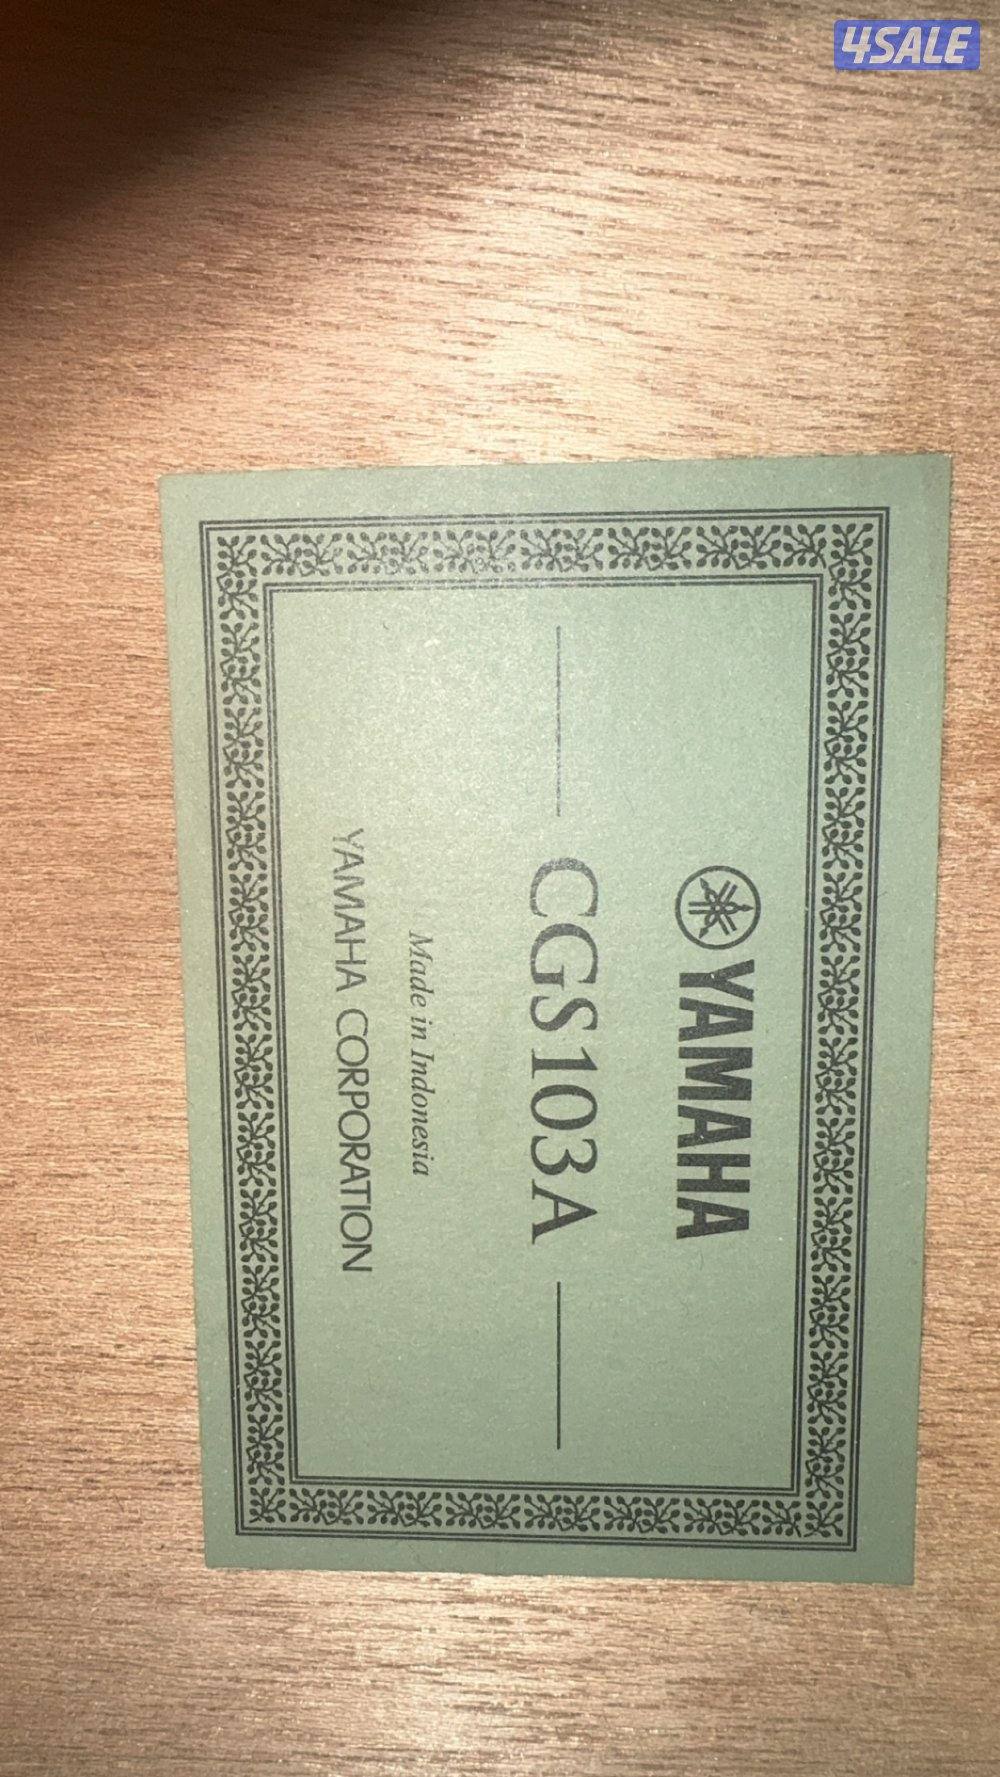 4SALE
YAMAHA
CGS103A
Made in Indonesia
YAMAHA CORPORATION